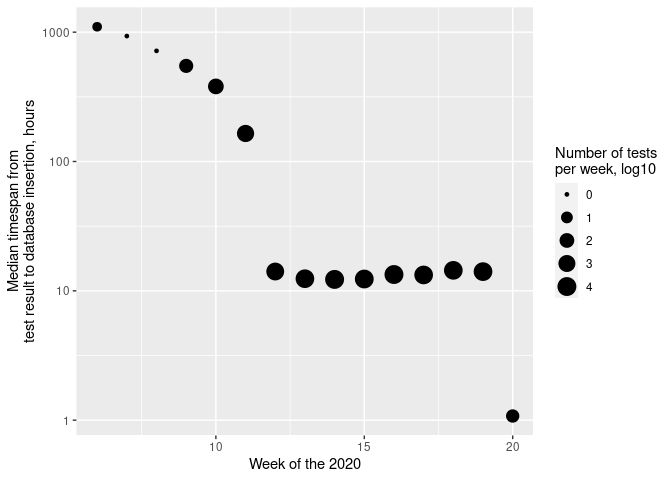 1000
100
10
1
Median timespan from
test result to database insertion, hours
10
15
20
Week of the 2020
Number of tests
per week, log10
0
1
2
3
4